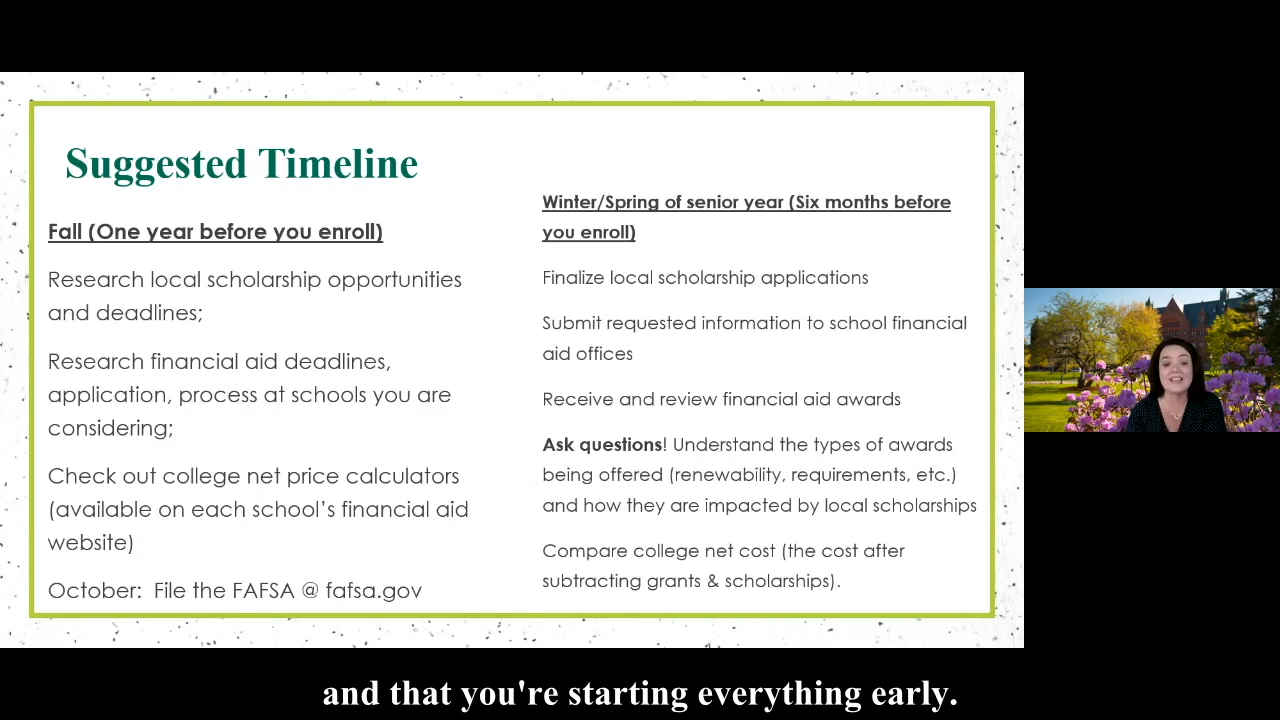 Suggested Timeline
Fall (One year before you enroll)
Research local scholarship opportunities
and deadlines;
Research financial aid deadlines,
application, process at schools you are
considering;
Check out college net price calculators
(available on each school’s financial aid
website)
October:  File the FAFSA @ fafsa.gov
Winter/Spring of senior year (Six months before
you enroll)
Finalize local scholarship applications
Submit requested information to school financial
aid offices
Receive and review financial aid awards
Ask questions! Understand the types of awards
being offered (renewability, requirements, etc.)
and how they are impacted by local scholarships
Compare college net cost (the cost after
subtracting grants & scholarships).
and that you're starting everything early.